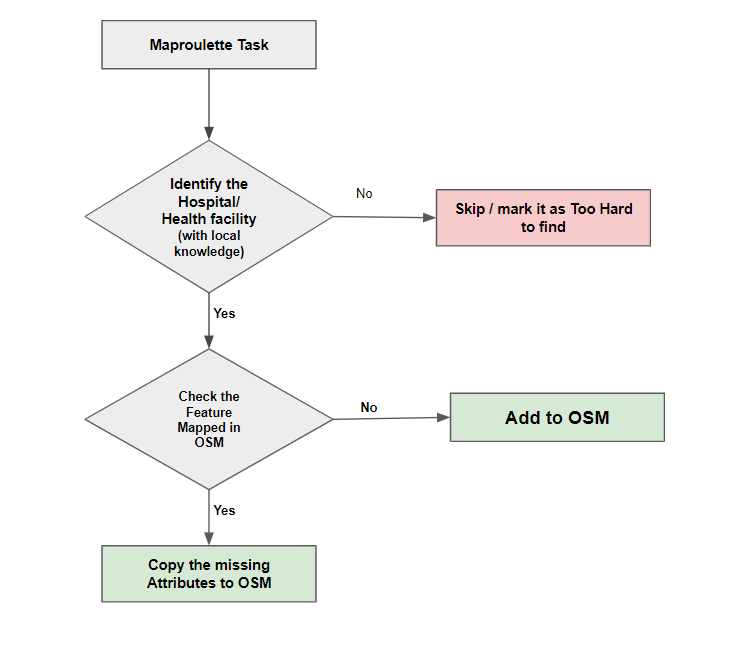 Maproulette Task
Identify the
Hospital/
Health facility
(with local
knowledge)
No
Skip / mark it as Too Hard
to find
Yes
Check the
Feature
Mapped in
OSM
No
Add to OSM
Yes
Copy the missing
Attributes to OSM